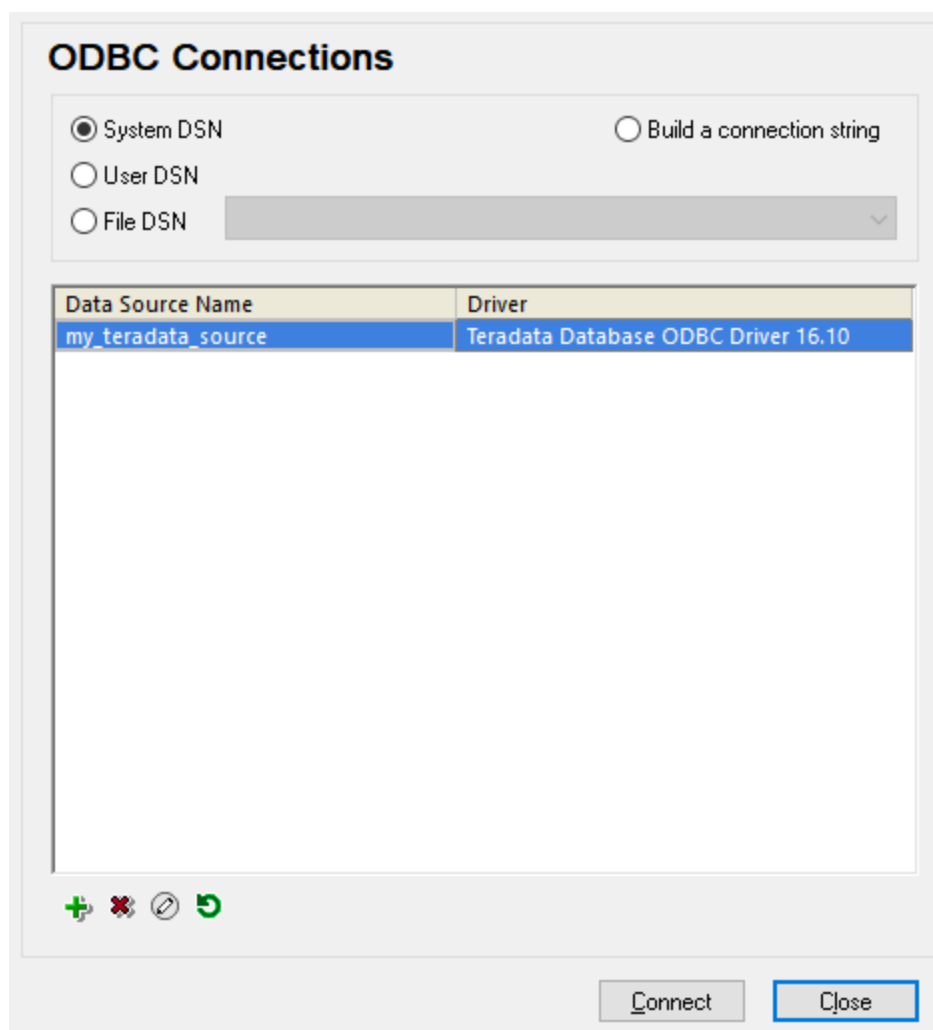 ODBC Connections
System DSN
Build a connection string
User DSN
File DSN
Data Source Name Driver
my_teradata_source Teradata Database ODBC Driver 16.10
Connect Close